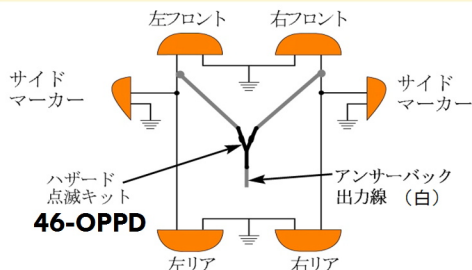 左フロント
右フロント
サイド
マーカー
サイド
マーカー
ハザード
点滅キット
46-OPPD
アンサーバック
出力線 (白)
左リア
右リア